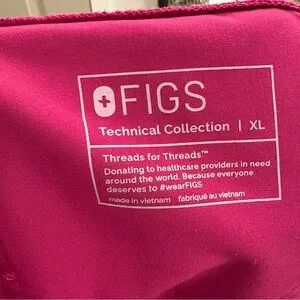 FIGS
Technical Collection | XL
Threads for Threads™
Donating to healthcare providers in need
around the world. Because everyone
deserves to #wearFIGS
made in vietnam fabriqué au vietnam